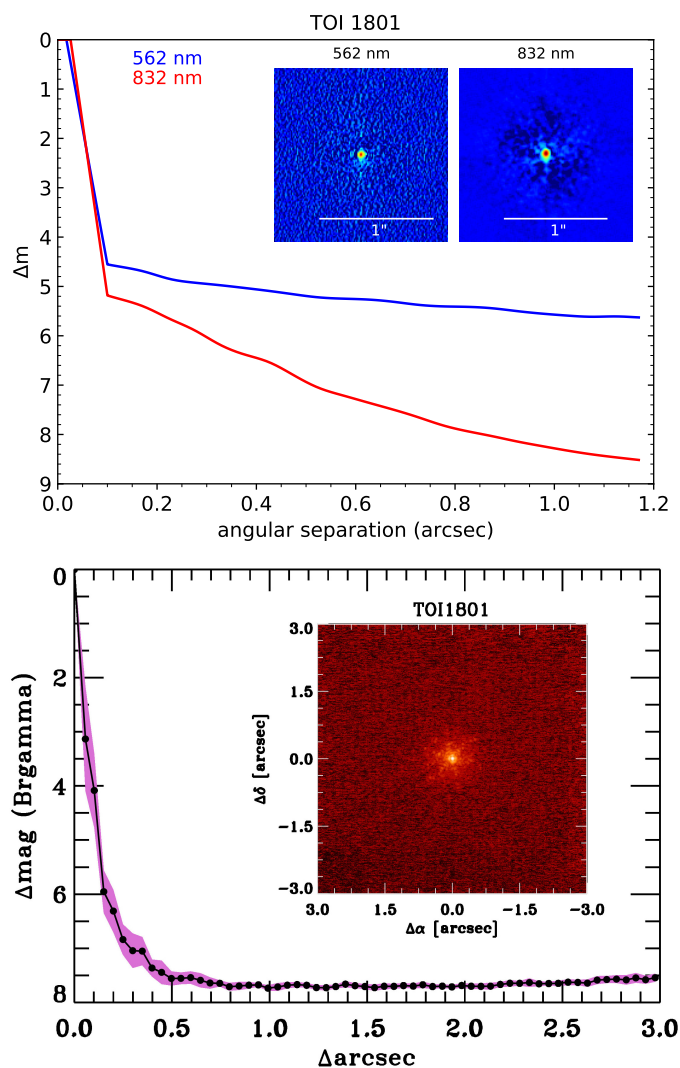 TOI 1801
562 nm
832 nm
562 nm
832 nm
1"
1"
0
1
2
3
4
5
6
7
8
9
Δm
0.0 0.2 0.4 0.6 0.8 1.0 1.2
angular separation (arcsec)
TOI1801
3.0
1.5
0.0
−1.5
−3.0
Δδ [arcsec]
3.0 1.5 0.0 −1.5 −3.0
Δα [arcsec]
0
2
4
6
8
Δmag (Brgamma)
0.0 0.5 1.0 1.5 2.0 2.5 3.0
Δarcsec